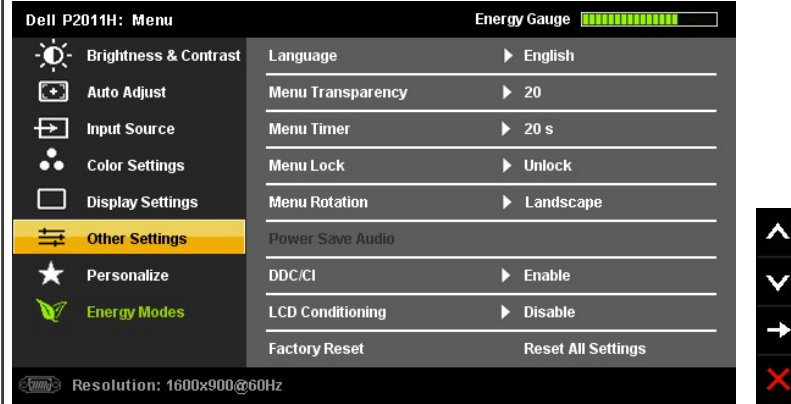 Dell P2011H: Menu
Energy Gauge
Brightness & Contrast
Auto Adjust
Input Source
Color Settings
Display Settings
Other Settings
Personalize
Energy Modes
Language English
Menu Transparency 20
Menu Timer 20 s
Menu Lock Unlock
Menu Rotation Landscape
Power Save Audio
DDC/CI Enable
LCD Conditioning Disable
Factory Reset Reset All Settings
Resolution: 1600x900@60Hz